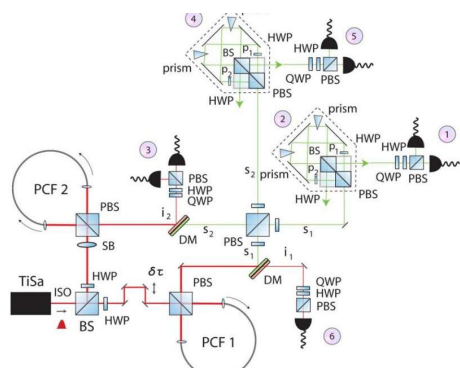 4
HWP
5
prism
BS
p1
HWP
QWP
PBS
p2
HWP
PBS
prism
2
prism
p1
HWP
1
BS
p2
QWP
PBS
HWP
PBS
3
PBS
HWP
QWP
s2
PCF 2
PBS
i2
s2
DM
PBS
s1
s1
i1
SB
DM
HWP
TiSa
ISO
δτ
PBS
QWP
HWP
PBS
BS
HWP
PCF 1
6